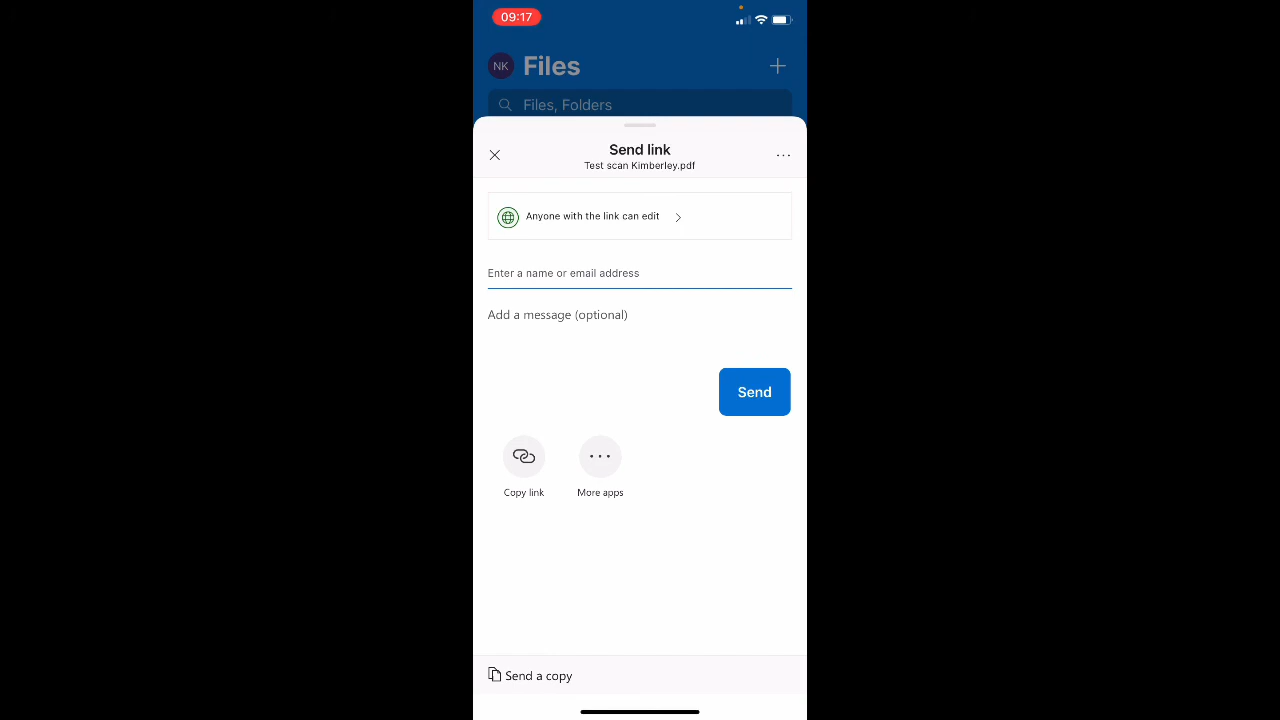 09:17
NK
Files
Files, Folders
Send link
Test scan Kimberley.pdf
Anyone with the link can edit
Enter a name or email address
Add a message (optional)
Send
Copy link
More apps
Send a copy